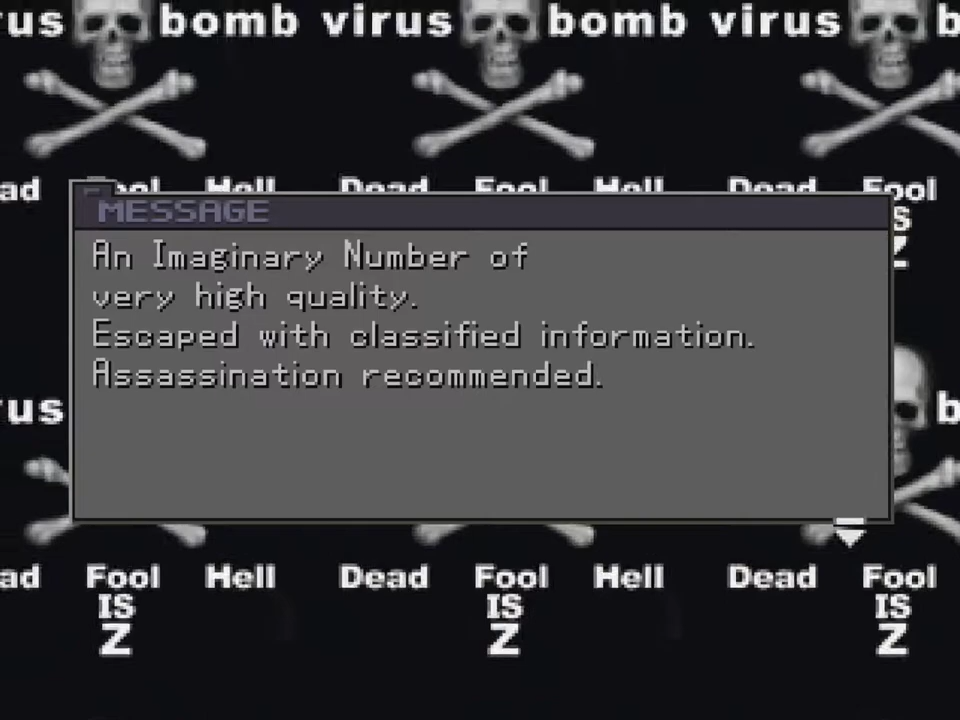 us bomb virus bomb virus b
ad Fool Hell Dead Fool Hell Dead Fool
IS
Z
MESSAGE
An Imaginary Number of
very high quality.
Escaped with classified information.
Assassination recommended.
rus b
ad Fool Hell Dead Fool Hell Dead Fool
IS IS IS
Z Z Z